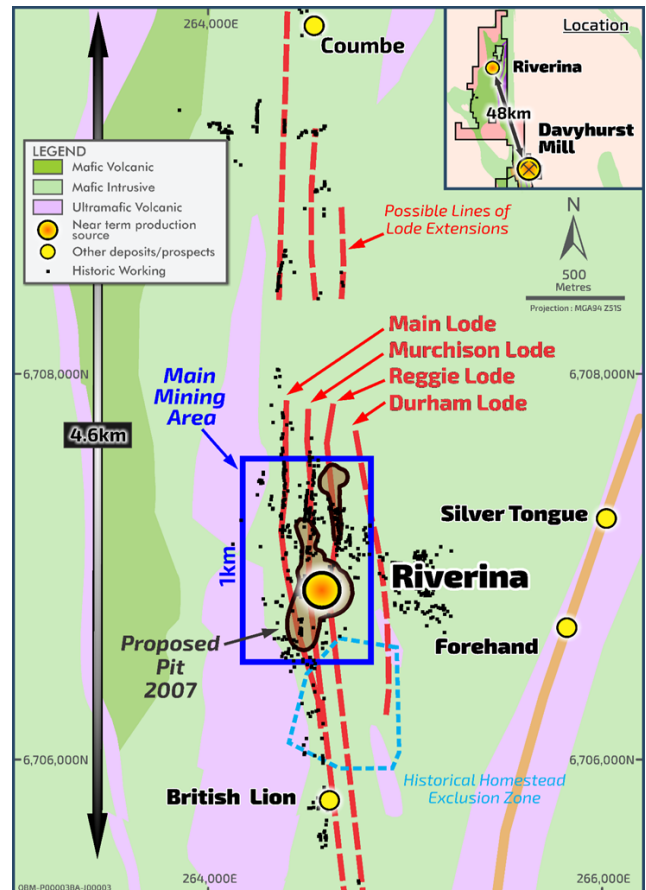 264,000E
Coumbe
Location
Riverina
48km
Davyhurst
Mill
LEGEND
Mafic Volcanic
Mafic Intrusive
Ultramafic Volcanic
Near term production
source
Other deposits/prospects
Historic Working
Possible Lines of
Lode Extensions
N
500
Metres
Projection : MGA94 Z51S
Main Lode
Murchison Lode
Reggie Lode
Durham Lode
6,708,000N
6,708,000N
Main
Mining
Area
4.6km
1km
Silver Tongue
Riverina
Forehand
Proposed
Pit
2007
6,706,000N
6,706,000N
Historical Homestead
Exclusion Zone
British Lion
264,000E
266,000E
OBM-P00003BA-J00003